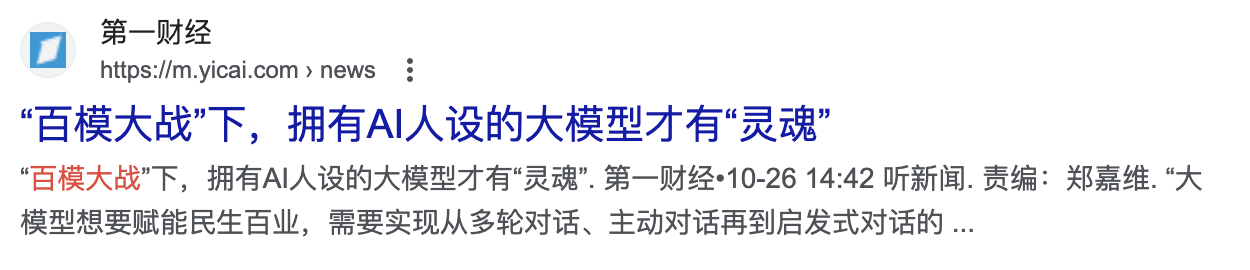 第一财经
https://m.yicai.com › news
“百模大战”下，拥有AI人设的大模型才有“灵魂”
“百模大战”下，拥有AI人设的大模型才有“灵魂”. 第一财经•10-26 14:42 听新闻. 责编：郑嘉维. “大
模型想要赋能民生百业，需要实现从多轮对话、主动对话再到启发式对话的 ...